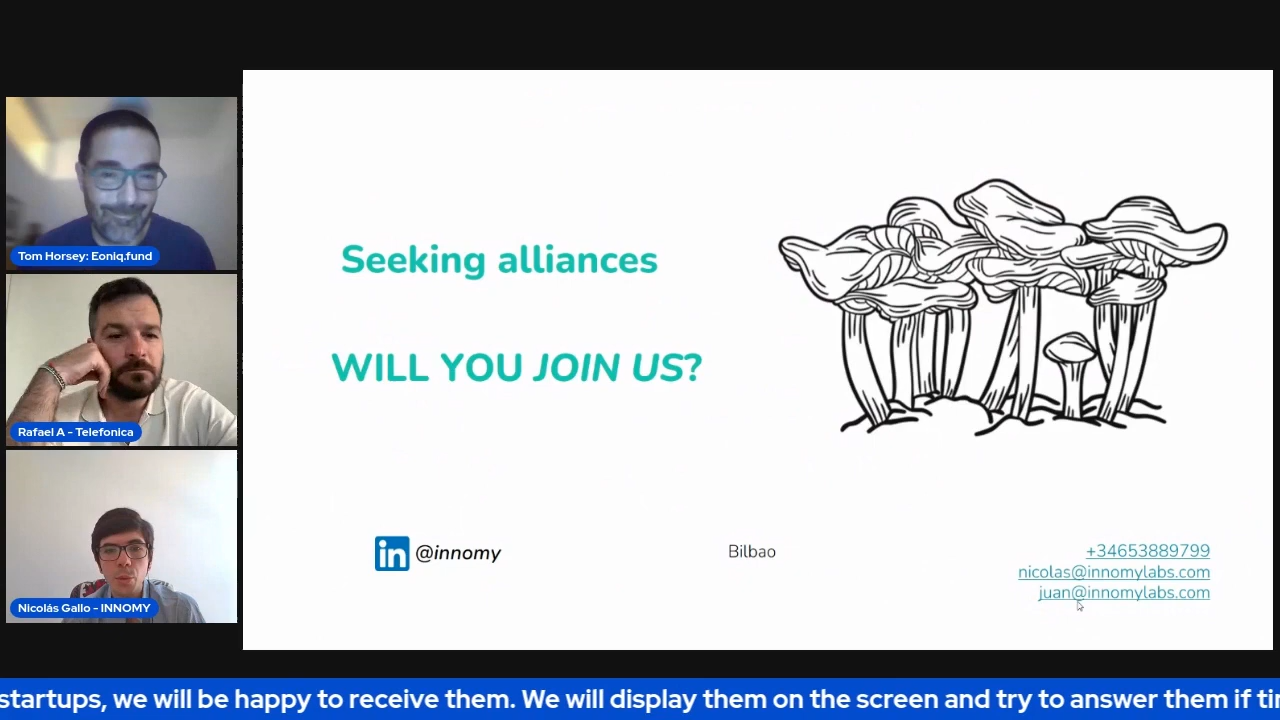 Tom Horsey: Eoniq.fund
Rafael A - Telefonica
Nicolás Gallo - INNOMY
Seeking alliances
WILL YOU JOIN US?
in @innomy
Bilbao
+34653889799
nicolas@innomylabs.com
juan@innomylabs.com
startups, we will be happy to receive them. We will display them on the screen and try to answer them if